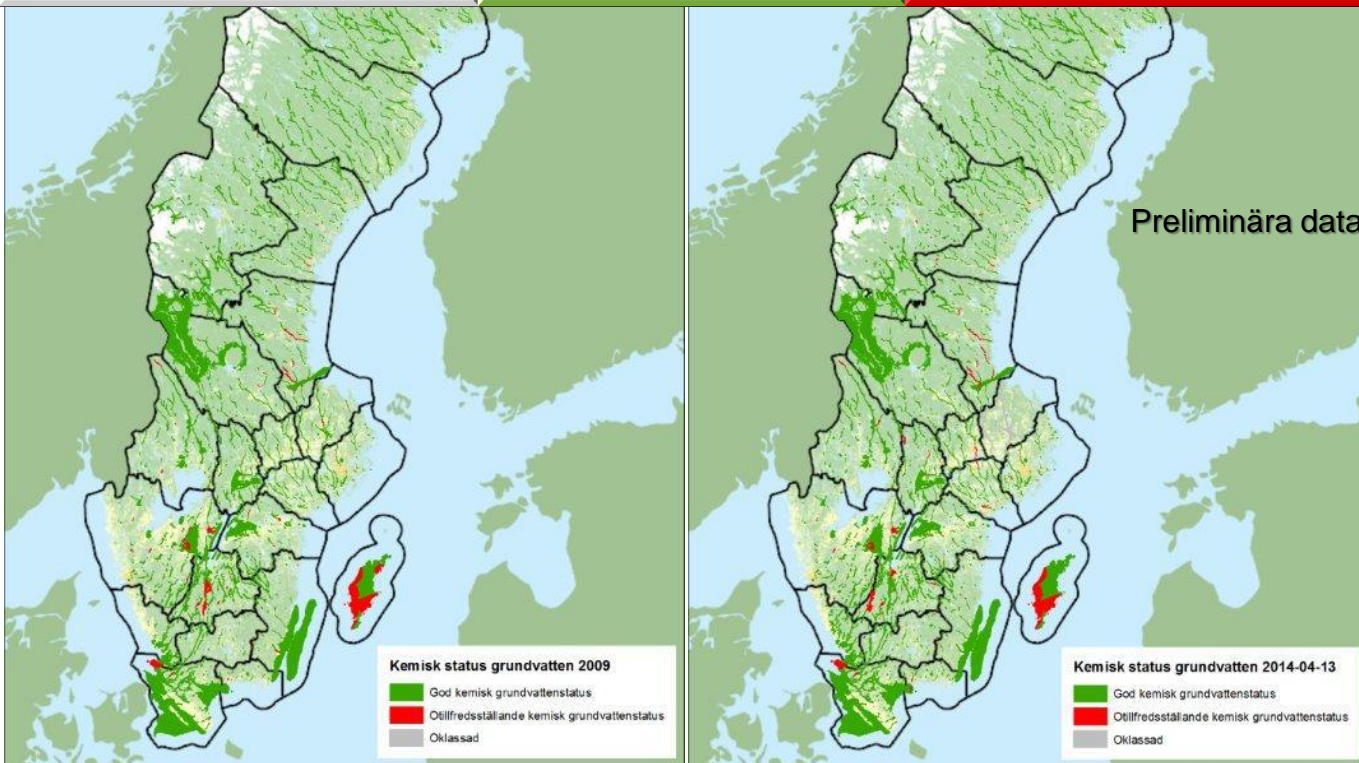 Preliminära data
Kemisk status grundvatten 2009
God kemisk grundvattenstatus
Otillfredsställande kemisk grundvattenstatus
Oklassad
Kemisk status grundvatten 2014-04-13
God kemisk grundvattenstatus
Otillfredsställande kemisk grundvattenstatus
Oklassad